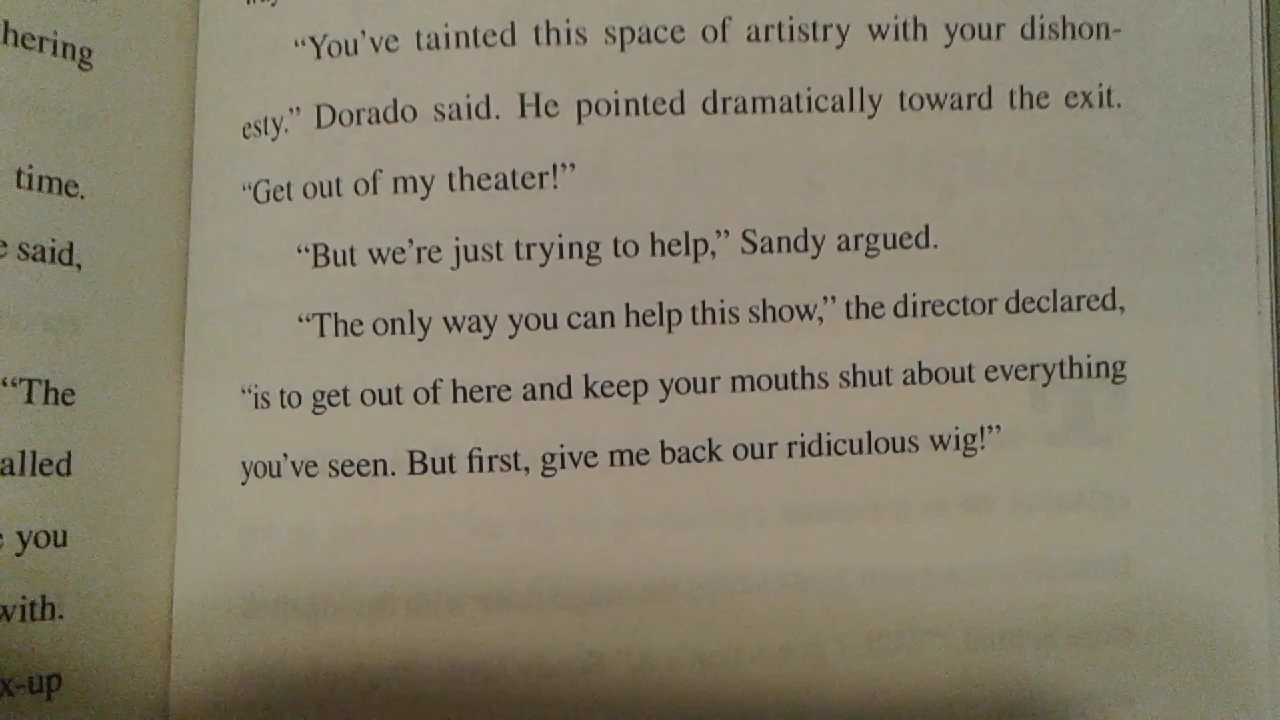 hering
time.
said,
“The
alled
you
with.
x-up
“You’ve tainted this space of artistry with your dishon-
esty.” Dorado said. He pointed dramatically toward the exit.
“Get out of my theater!”
“But we’re just trying to help,” Sandy argued.
“The only way you can help this show,” the director declared,
“is to get out of here and keep your mouths shut about everything
you’ve seen. But first, give me back our ridiculous wig!”